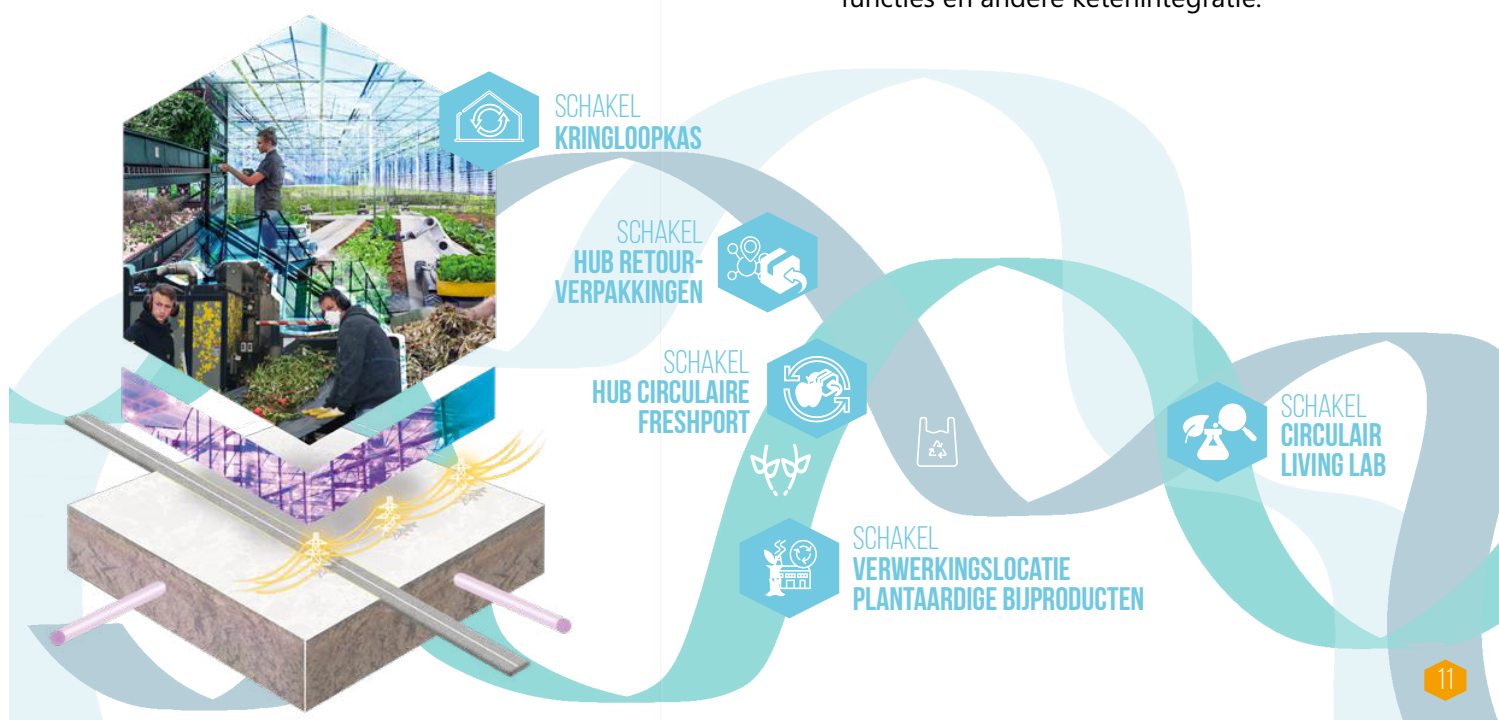 functies en andere ketenintegratie.
SCHAKEL
KRINGLOOPKAS
SCHAKEL
HUB RETOUR-
VERPAKKINGEN
SCHAKEL
HUB CIRCULAIRE
FRESHPORT
SCHAKEL
CIRCULAIR
LIVING LAB
SCHAKEL
VERWERKINGSLOCATIE
PLANTAARDIGE BIJPRODUCTEN
11